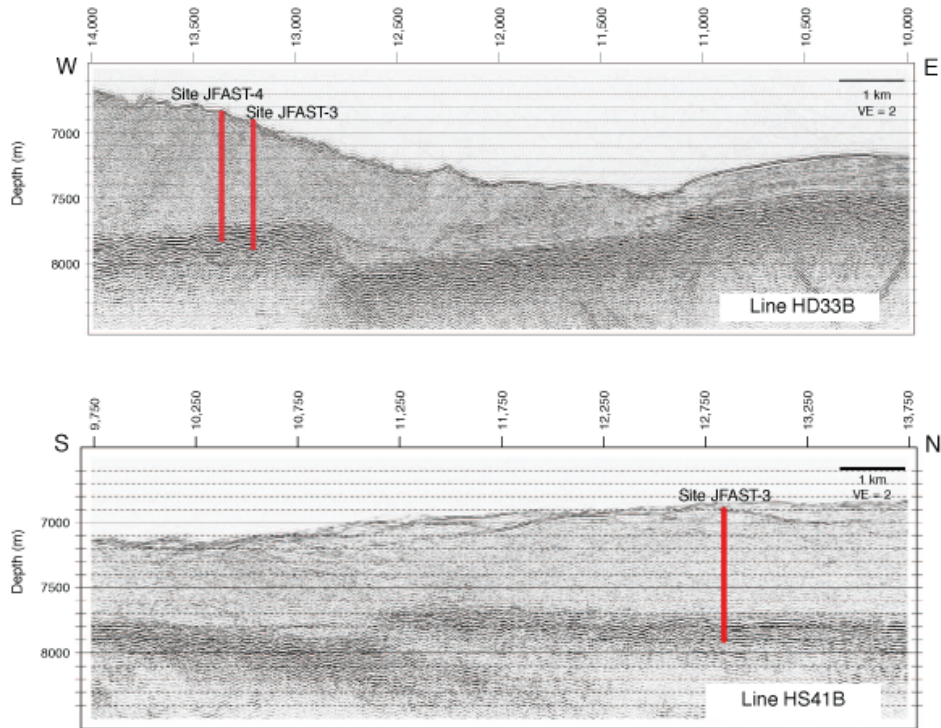 14,000
13,500
13,000
12,500
12,000
11,500
11,000
10,500
10,000
W
E
Site JFAST-4
Site JFAST-3
1 km
VE = 2
Depth (m)
7000
7500
8000
Line HD33B
9,750
10,250
10,750
11,250
11,750
12,250
12,750
13,250
13,750
S
N
1 km
VE = 2
Site JFAST-3
Depth (m)
7000
7500
8000
Line HS41B